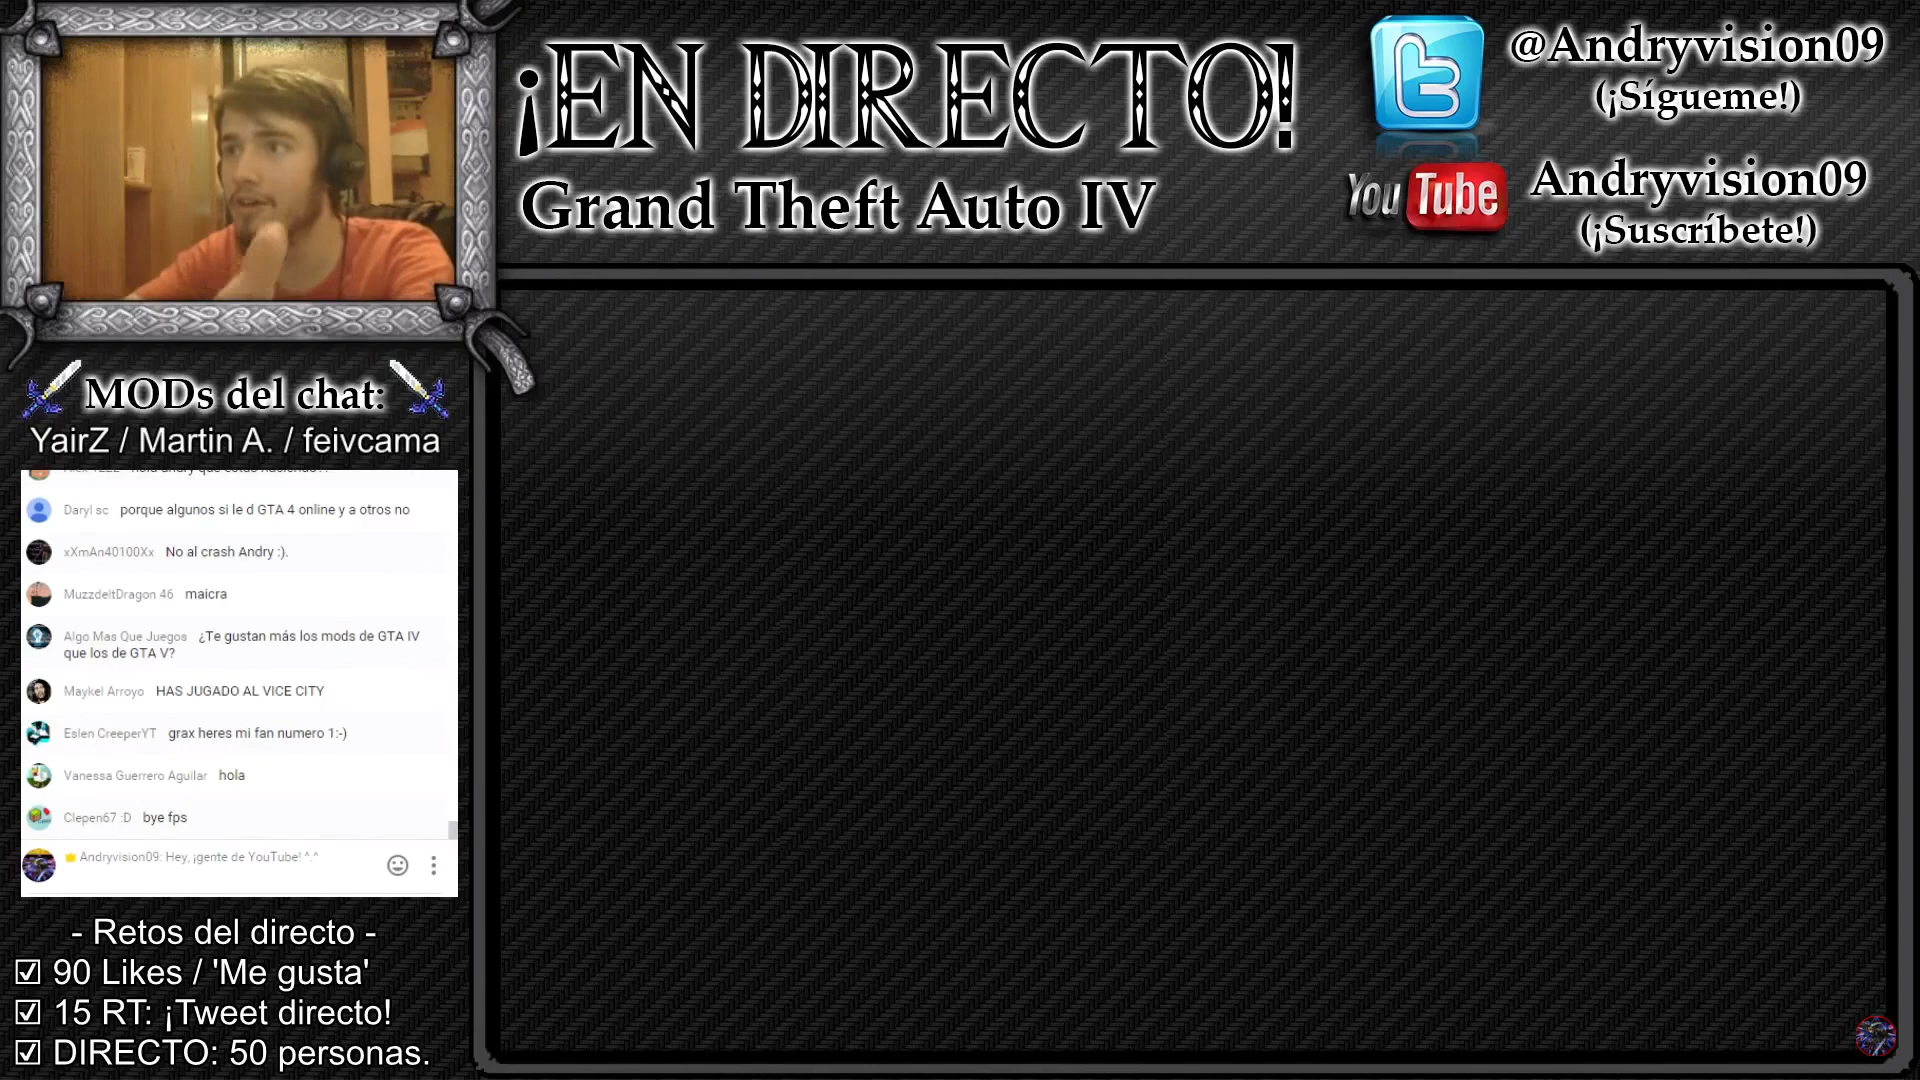 ¡EN DIRECTO!
Grand Theft Auto IV
@Andryvision09
(¡Sígueme!)
You Tube
Andryvision09
(¡Suscríbete!)
MODs del chat:
YairZ / Martin A. / feivcama
Daryl sc porque algunos si le d GTA 4 online y a otros no
xXmAn40100Xx No al crash Andry :).
MuzzdeltDragon 46 maicra
Algo Mas Que Juegos ¿Te gustan más los mods de GTA IV
que los de GTA V?
Maykel Arroyo HAS JUGADO AL VICE CITY
Eslen CreeperYT grax heres mi fan numero 1:-)
Vanessa Guerrero Aguilar hola
Clepen67 :D bye fps
Andryvision09: Hey, ¡gente de YouTube! ^.^
- Retos del directo -
☑ 90 Likes / 'Me gusta'
☑ 15 RT: ¡Tweet directo!
☑ DIRECTO: 50 personas.